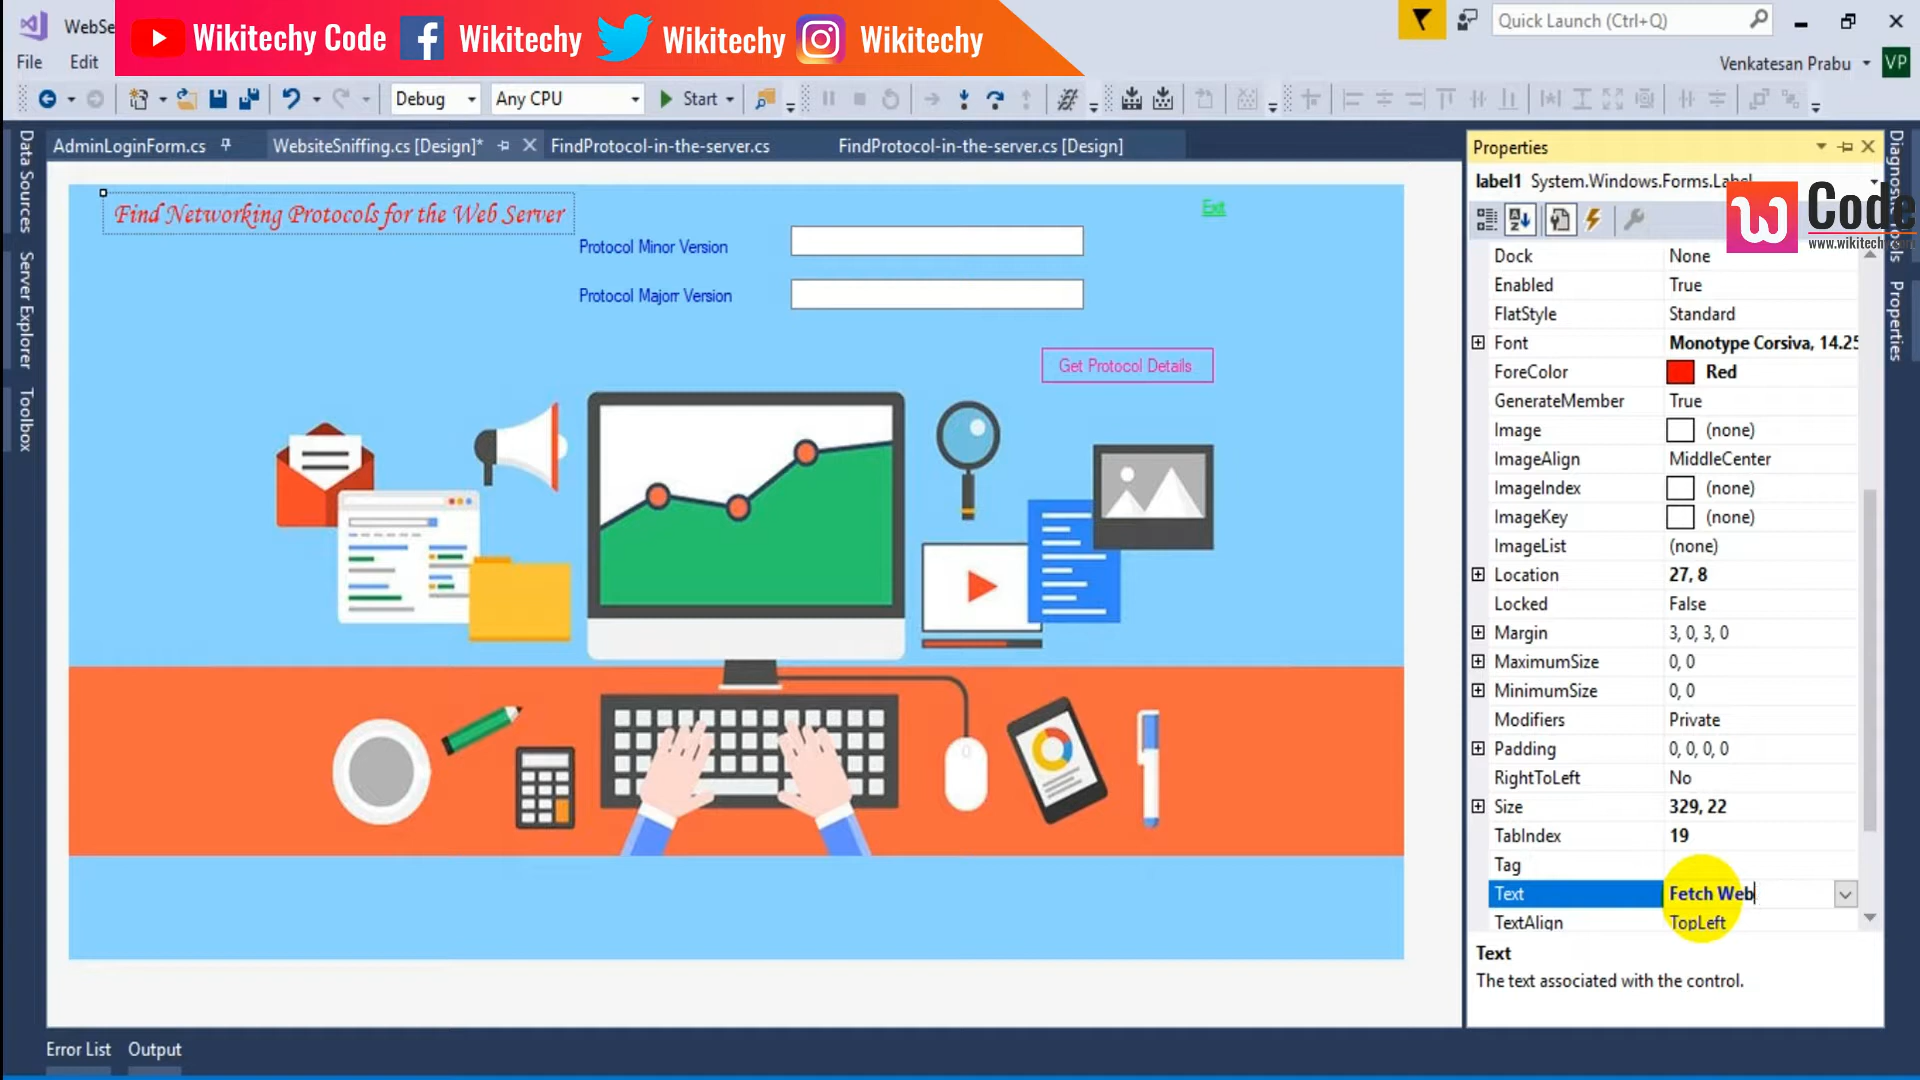 WebSe
Wikitechy Code
Wikitechy
Wikitechy
Wikitechy
Quick Launch (Ctrl+Q)
File Edit
Venkatesan Prabu
VP
Debug Any CPU Start
AdminLoginForm.cs WebsiteSniffing.cs [Design]* FindProtocol-in-the-server.cs FindProtocol-in-the-server.cs [Design]
Data Sources
Server Explorer
Toolbox
Find Networking Protocols for the Web Server
Exit
Protocol Minor Version
Protocol Majorr Version
Get Protocol Details
Properties
label1 System.Windows.Forms.Label
Code
www.wikitechy
Dock None
Enabled True
FlatStyle Standard
Font Monotype Corsiva, 14.25
ForeColor Red
GenerateMember True
Image (none)
ImageAlign MiddleCenter
ImageIndex (none)
ImageKey (none)
ImageList (none)
Location 27, 8
Locked False
Margin 3, 0, 3, 0
MaximumSize 0, 0
MinimumSize 0, 0
Modifiers Private
Padding 0, 0, 0, 0
RightToLeft No
Size 329, 22
TabIndex 19
Tag
Text Fetch Web
TextAlign TopLeft
Text
The text associated with the control.
Properties
Error List Output